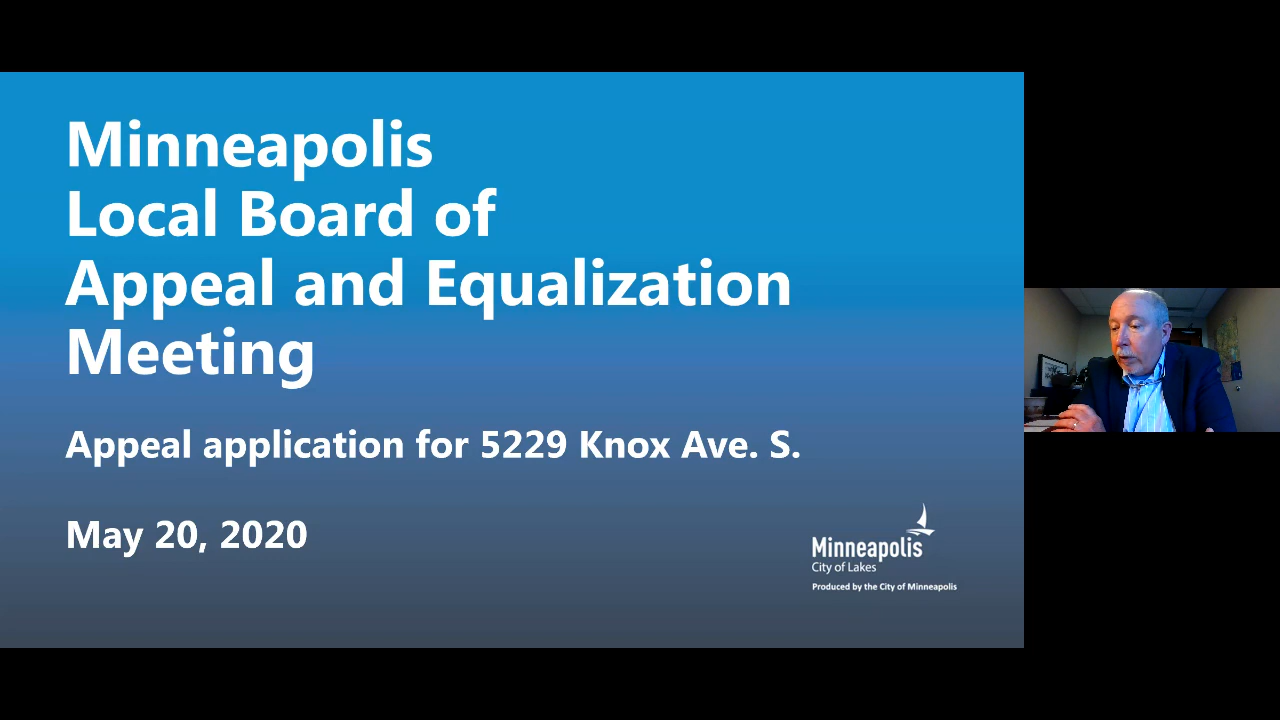 Minneapolis
Local Board of
Appeal and Equalization
Meeting
Appeal application for 5229 Knox Ave. S.
May 20, 2020
Minneapolis
City of Lakes
Produced by the City of Minneapolis